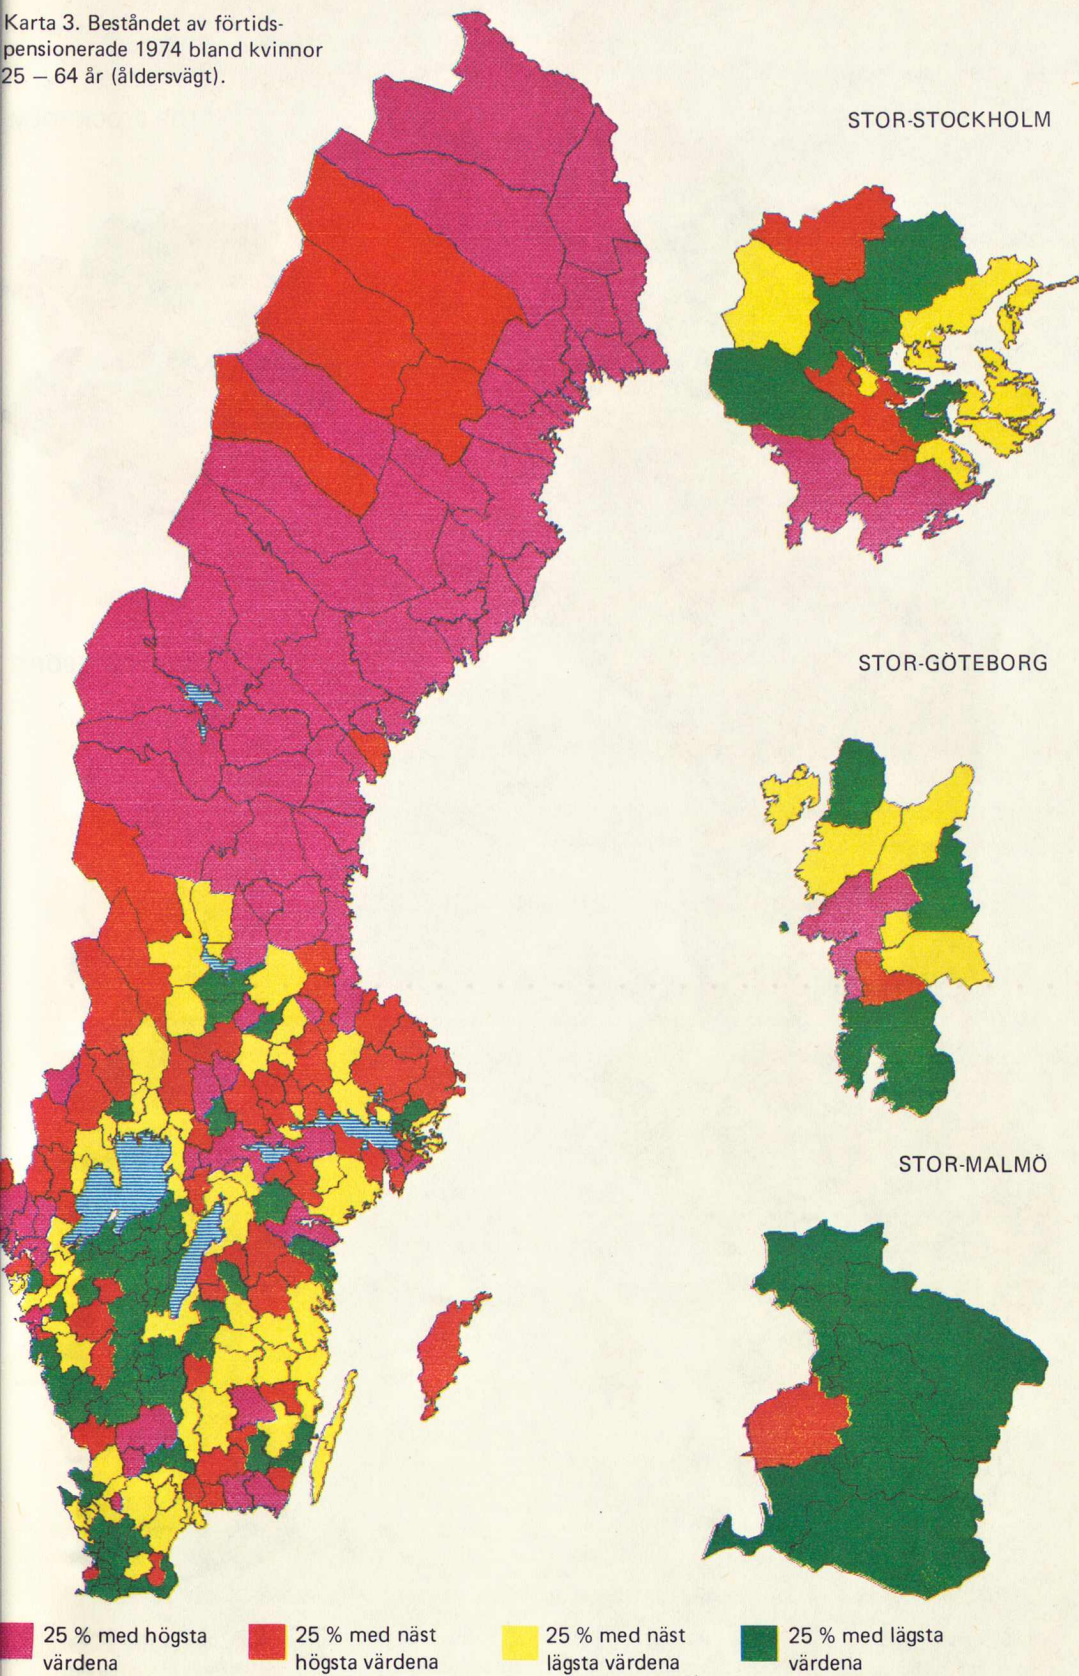 Karta 3. Beståndet av förtids-
pensionerade 1974 bland kvinnor
25 – 64 år (åldersvägt).
STOR-STOCKHOLM
STOR-GÖTEBORG
STOR-MALMÖ
25 % med högsta
värdena
25 % med näst
högsta värdena
25 % med näst
lägsta värdena
25 % med lägsta
värdena